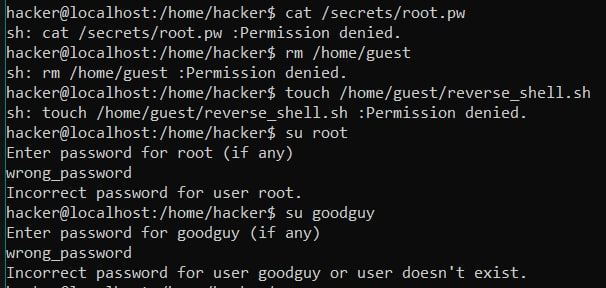 hacker@localhost:/home/hacker$ cat /secrets/root.pw
sh: cat /secrets/root.pw :Permission denied.
hacker@localhost:/home/hacker$ rm /home/guest
sh: rm /home/guest :Permission denied.
hacker@localhost:/home/hacker$ touch /home/guest/reverse_shell.sh
sh: touch /home/guest/reverse_shell.sh :Permission denied.
hacker@localhost:/home/hacker$ su root
Enter password for root (if any)
wrong_password
Incorrect password for user root.
hacker@localhost:/home/hacker$ su goodguy
Enter password for goodguy (if any)
wrong_password
Incorrect password for user goodguy or user doesn't exist.